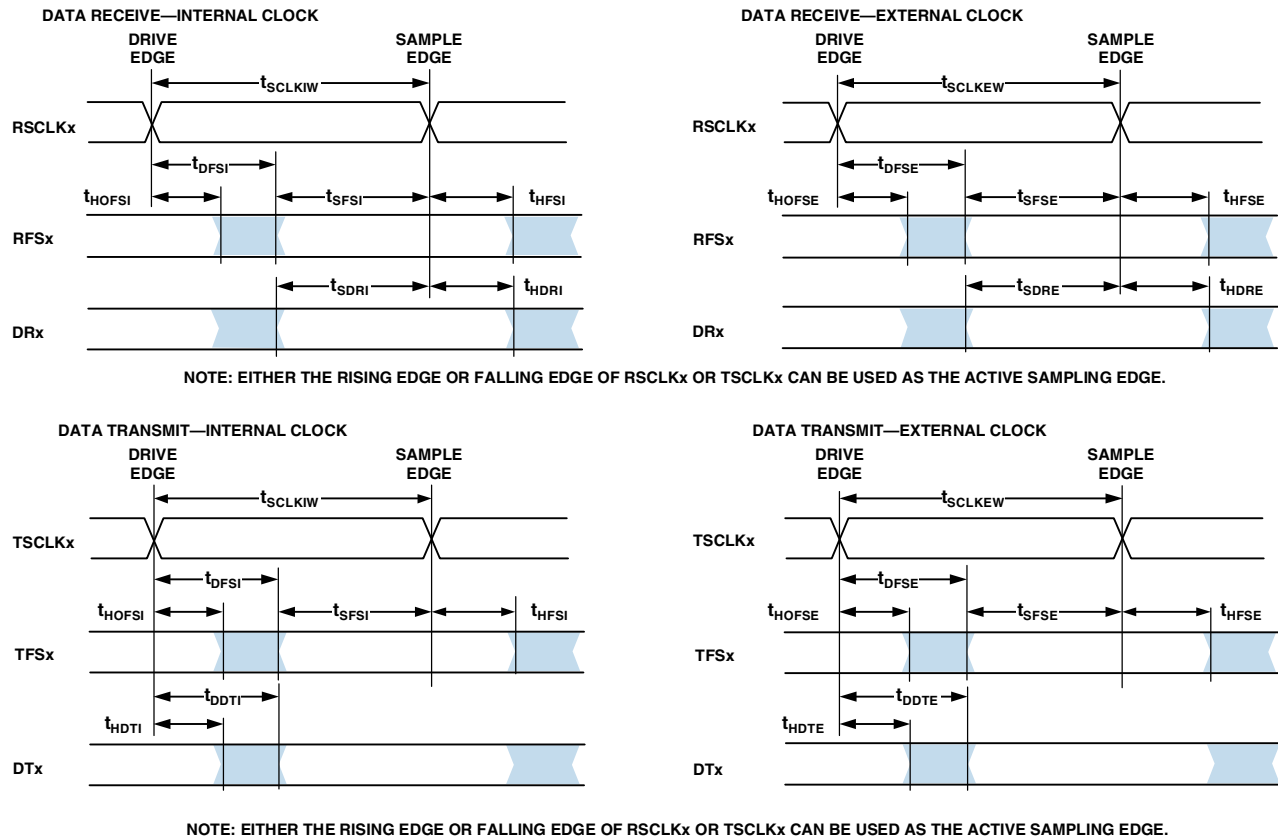 DATA RECEIVE—INTERNAL CLOCK
DRIVE
EDGE
SAMPLE
EDGE
tSCLKIW
RSCLKx
tDFSI
tHOFSI
tSFSI
tHFSI
RFSx
tSDRI
tHDRI
DRx
DATA RECEIVE—EXTERNAL CLOCK
DRIVE
EDGE
SAMPLE
EDGE
tSCLKEW
RSCLKx
tDFSE
tHOFSE
tSFSE
tHFSE
RFSx
tSDRE
tHDRE
DRx
NOTE: EITHER THE RISING EDGE OR FALLING EDGE OF RSCLKx OR TSCLKx CAN BE USED AS THE ACTIVE SAMPLING EDGE.
DATA TRANSMIT—INTERNAL CLOCK
DRIVE
EDGE
SAMPLE
EDGE
tSCLKIW
TSCLKx
tDFSI
tHOFSI
tSFSI
tHFSI
TFSx
tDDTI
tHDTI
DTx
DATA TRANSMIT—EXTERNAL CLOCK
DRIVE
EDGE
SAMPLE
EDGE
tSCLKEW
TSCLKx
tDFSE
tHOFSE
tSFSE
tHFSE
TFSx
tDDTE
tHDTE
DTx
NOTE: EITHER THE RISING EDGE OR FALLING EDGE OF RSCLKx OR TSCLKx CAN BE USED AS THE ACTIVE SAMPLING EDGE.